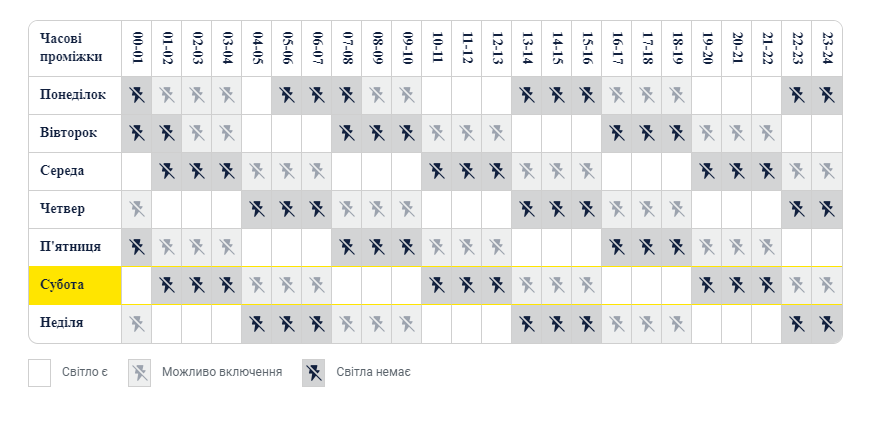 Часові проміжки 00-01 01-02 02-03 03-04 04-05 05-06 06-07 07-08 08-09 09-10 10-11 11-12 12-13 13-14 14-15 15-16 16-17 17-18 18-19 19-20 20-21 21-22 22-23 23-24
Понеділок
Вівторок
Середа
Четвер
П'ятниця
Субота
Неділя
Світло є Можливо включення Світла немає